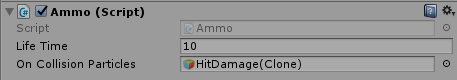 Ammo (Script)
Script Ammo
Life Time 10
On Collision Particles HitDamage(Clone)